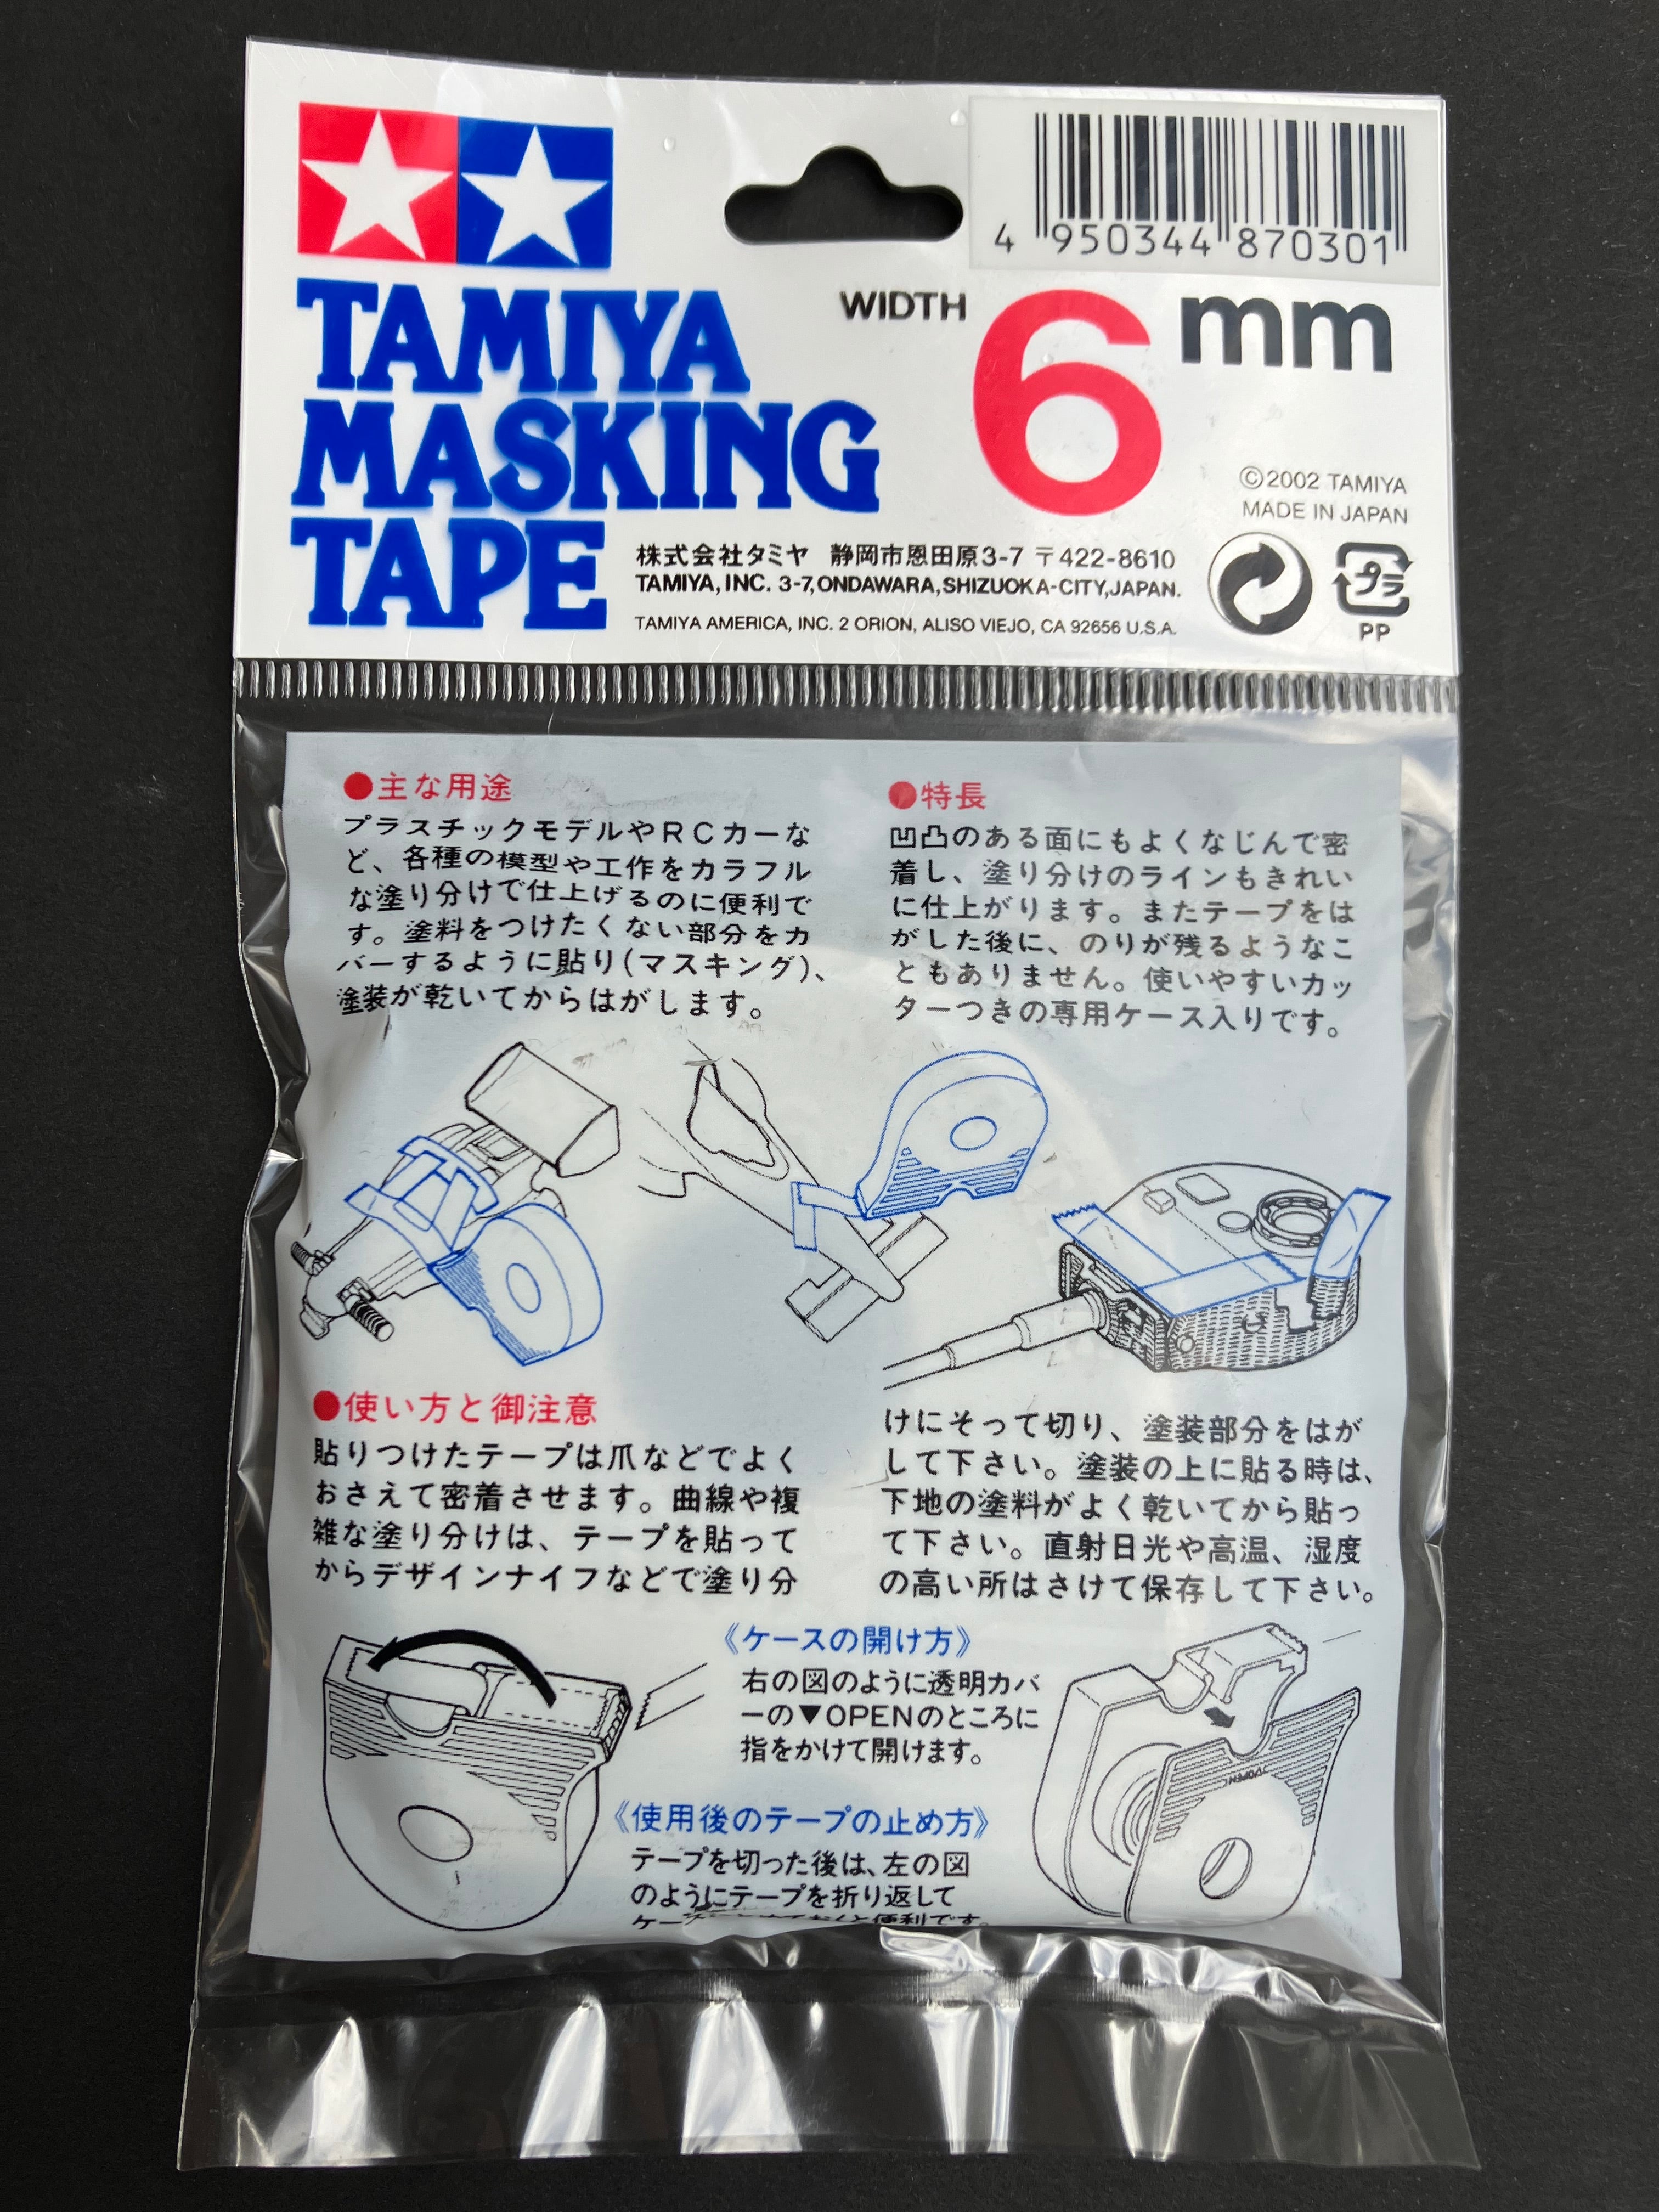 4 950344 870301
TAMIYA
MASKING
TAPE
WIDTH 6 mm
©2002 TAMIYA
MADE IN JAPAN
株式会社タミヤ 静岡市恩田原3-7 〒422-8610
TAMIYA, INC. 3-7, ONDAWARA, SHIZUOKA-CITY, JAPAN.
TAMIYA AMERICA, INC. 2 ORION, ALISO VIEJO, CA 92656 U.S.A.
プラ
PP
●主な用途
プラスチックモデルやRCカーな
ど、各種の模型や工作をカラフル
な塗り分けで仕上げるのに便利で
す。塗料をつけたくない部分をカ
バーするように貼り(マスキング)、
塗装が乾いてからはがします。
●特長
凹凸のある面にもよくなじんで密
着し、塗り分けのラインもきれい
に仕上がります。またテープをは
がした後に、のりが残るようなこ
ともありません。使いやすいカッ
ターつきの専用ケース入りです。
●使い方と御注意
貼りつけたテープは爪などでよく
おさえて密着させます。曲線や複
雑な塗り分けは、テープを貼って
からデザインナイフなどで塗り分
けにそって切り、塗装部分をはが
して下さい。塗装の上に貼る時は、
下地の塗料がよく乾いてから貼っ
て下さい。直射日光や高温、湿度
の高い所はさけて保存して下さい。
《ケースの開け方》
右の図のように透明カバ
ーの▼OPENのところに
指をかけて開けます。
▽OPEN
《使用後のテープの止め方》
テープを切った後は、左の図
のようにテープを折り返して
ケー と便利です。